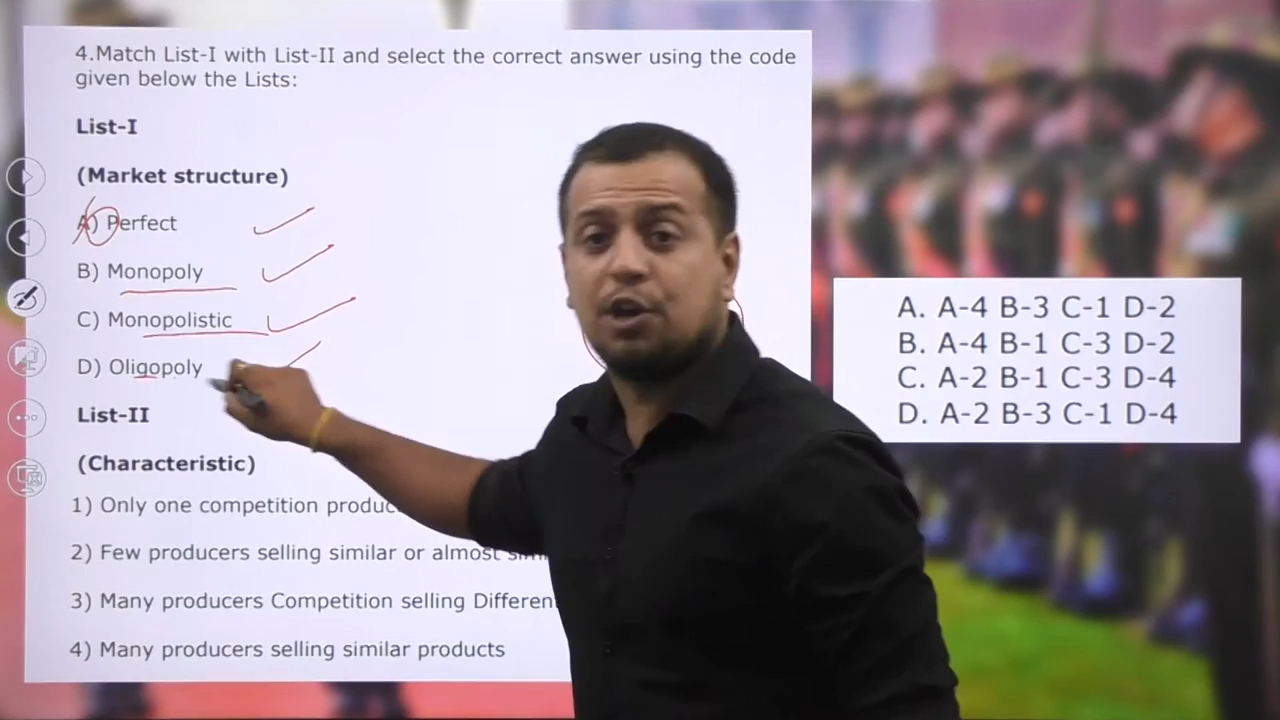 4.Match List-I with List-II and select the correct answer using the code
given below the Lists:
List-I
(Market structure)
A) Perfect
B) Monopoly
C) Monopolistic
D) Oligopoly
List-II
(Characteristic)
1) Only one competition
2) Few producers selling similar or almost
3) Many producers Competition selling
4) Many producers selling similar products
A. A-4 B-3 C-1 D-2
B. A-4 B-1 C-3 D-2
C. A-2 B-1 C-3 D-4
D. A-2 B-3 C-1 D-4